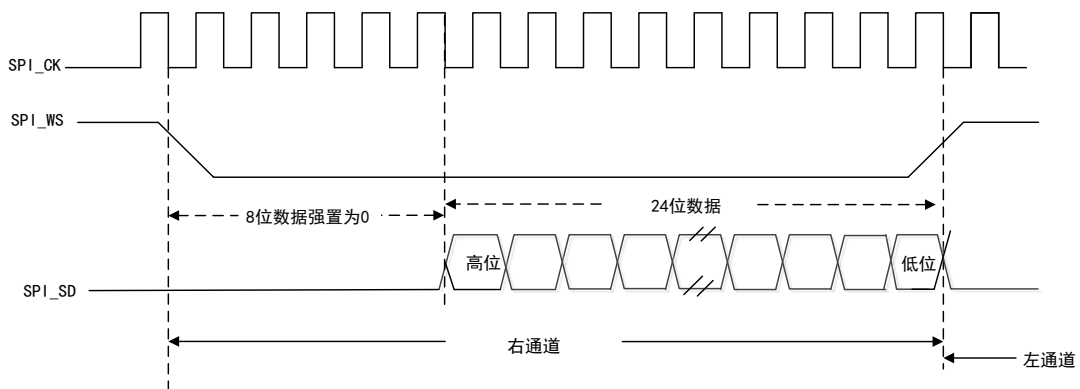 SPI_CK
SPI_WS
8位数据强置为0
24位数据
高位
低位
SPI_SD
右通道
左通道